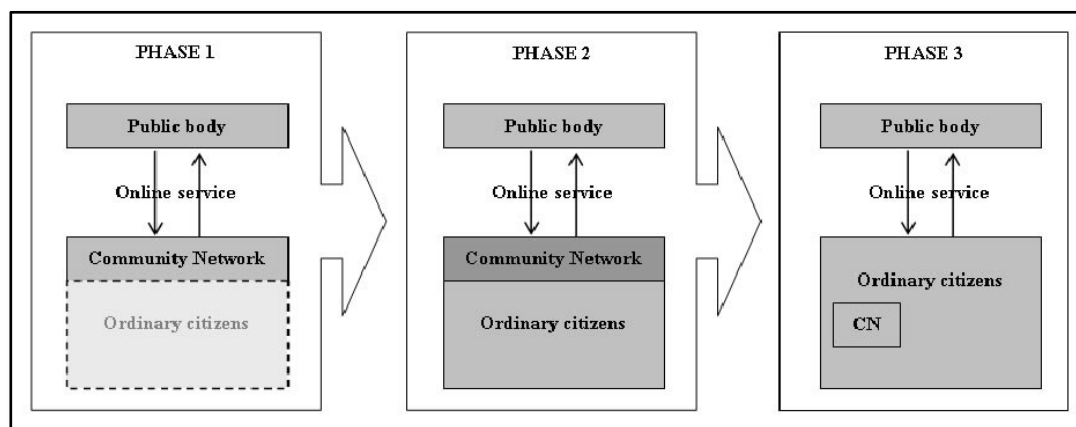 PHASE 1
Public body
Online service
Community Network
Ordinary citizens
PHASE 2
Public body
Online service
Community Network
Ordinary citizens
PHASE 3
Public body
Online service
Ordinary citizens
CN